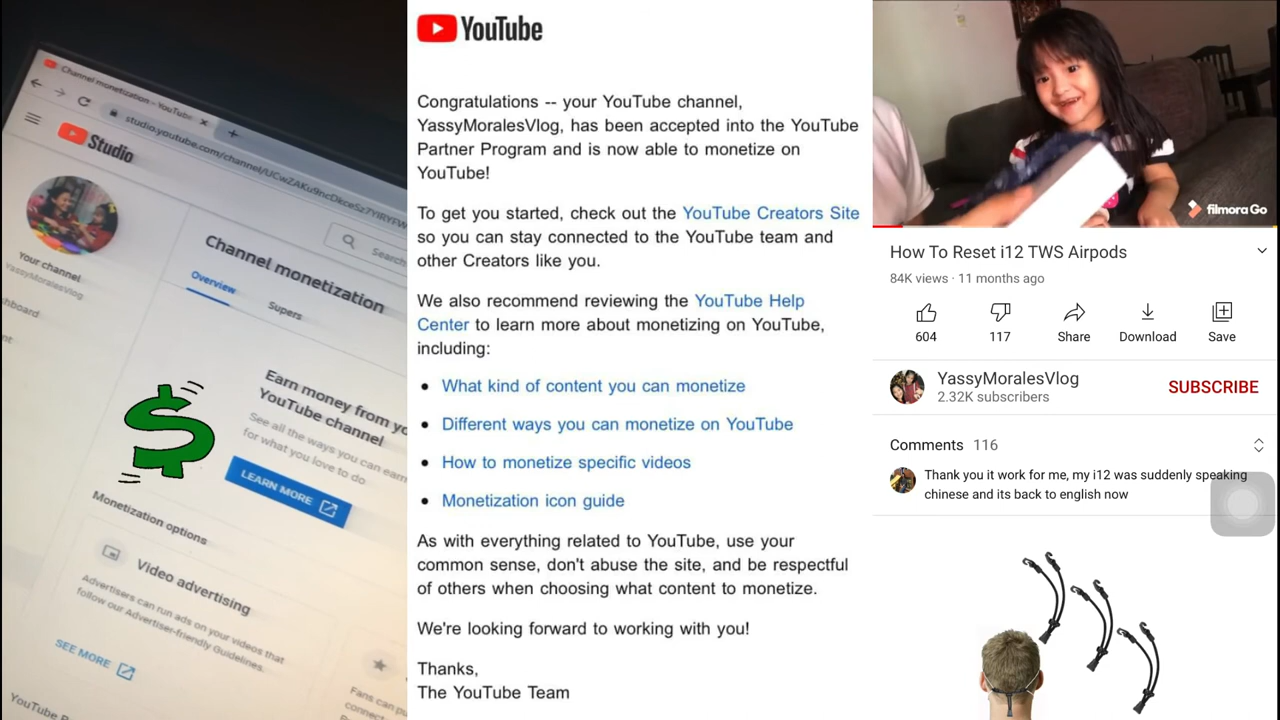 Channel monetization – YouTube
studio.youtube.com/channel/
Studio
Search
Your channel
YassyMoralesVlog
Channel monetization
Overview
Supers
Earn money from
YouTube channel
See all the ways you can earn
for what you love to do
LEARN MORE
Monetization options
Video advertising
Advertisers can run ads on your videos that
follow our Advertiser-friendly Guidelines.
SEE MORE
Fans can
YouTube
YouTube
Congratulations -- your YouTube channel,
YassyMoralesVlog, has been accepted into the YouTube
Partner Program and is now able to monetize on
YouTube!
To get you started, check out the YouTube Creators Site
so you can stay connected to the YouTube team and
other Creators like you.
We also recommend reviewing the YouTube Help
Center to learn more about monetizing on YouTube,
including:
What kind of content you can monetize
Different ways you can monetize on YouTube
How to monetize specific videos
Monetization icon guide
As with everything related to YouTube, use your
common sense, don't abuse the site, and be respectful
of others when choosing what content to monetize.
We're looking forward to working with you!
Thanks,
The YouTube Team
filmora Go
How To Reset i12 TWS Airpods
84K views · 11 months ago
604
117
Share
Download
Save
YassyMoralesVlog
2.32K subscribers
SUBSCRIBE
Comments 116
Thank you it work for me, my i12 was suddenly speaking
chinese and its back to english now